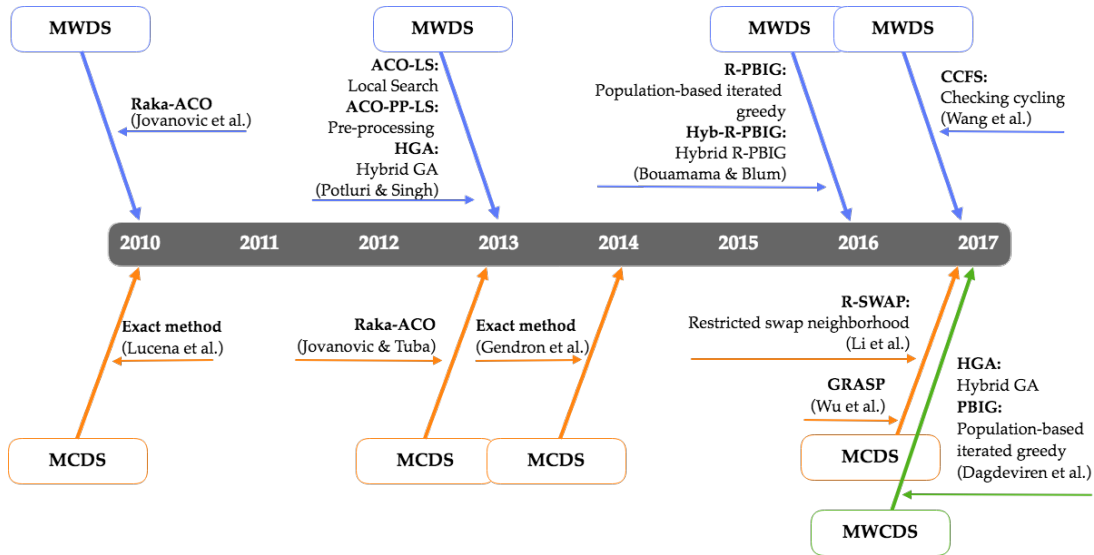 MWDS
MWDS
MWDS
MWDS
Raka-ACO
(Jovanovic et al.)
ACO-LS:
Local Search
ACO-PP-LS:
Pre-processing
HGA:
Hybrid GA
(Potluri & Singh)
R-PBIG:
Population-based iterated
greedy
Hyb-R-PBIG:
Hybrid R-PBIG
(Bouamama & Blum)
CCFS:
Checking cycling
(Wang et al.)
2010 2011 2012 2013 2014 2015 2016 2017
Exact method
(Lucena et al.)
Raka-ACO
(Jovanovic & Tuba)
Exact method
(Gendron et al.)
R-SWAP:
Restricted swap neighborhood
(Li et al.)
GRASP
(Wu et al.)
HGA:
Hybrid GA
PBIG:
Population-based
iterated greedy
(Dagdeviren et al.)
MCDS
MCDS
MCDS
MCDS
MWCDS